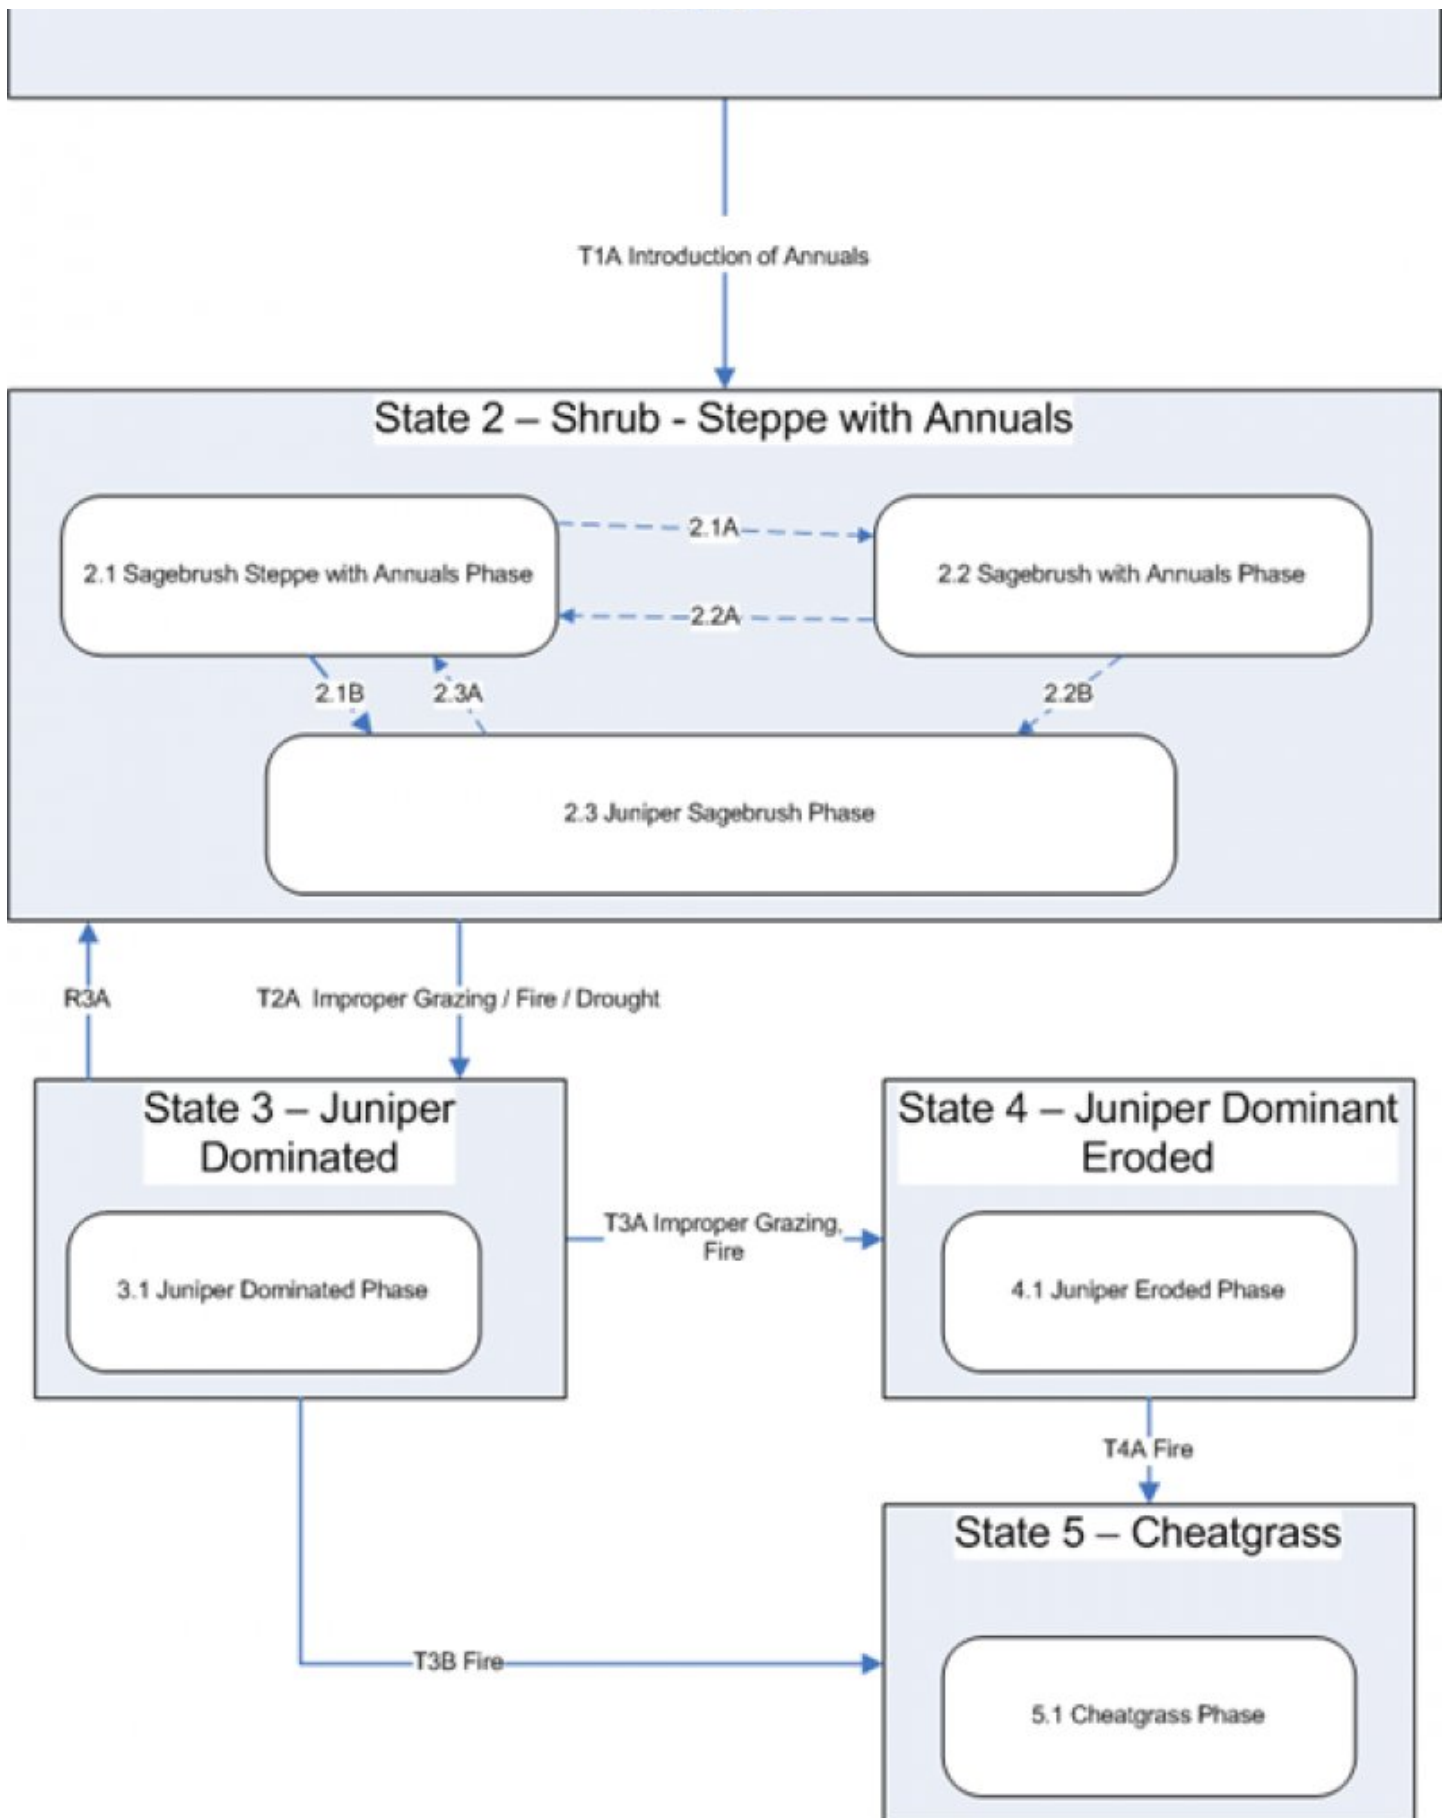 T1A Introduction of Annuals
State 2 – Shrub - Steppe with Annuals
2.1A
2.1 Sagebrush Steppe with Annuals Phase
2.2 Sagebrush with Annuals Phase
2.2A
2.1B
2.3A
2.2B
2.3 Juniper Sagebrush Phase
R3A
T2A Improper Grazing / Fire / Drought
State 3 – Juniper
Dominated
State 4 – Juniper Dominant
Eroded
T3A Improper Grazing,
Fire
3.1 Juniper Dominated Phase
4.1 Juniper Eroded Phase
T4A Fire
State 5 – Cheatgrass
T3B Fire
5.1 Cheatgrass Phase